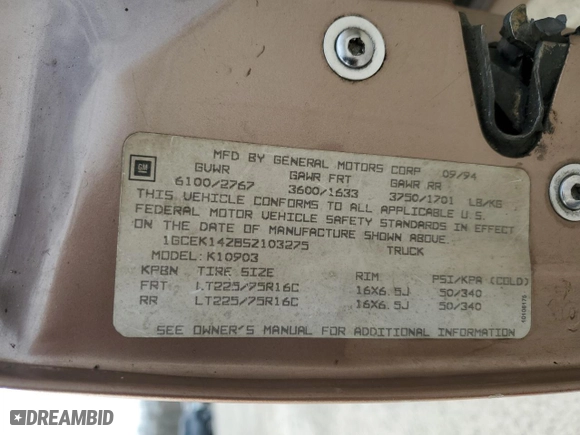 GM
MFD BY GENERAL MOTORS CORP 09/94
GVWR GAWR FRT GAWR RR
6100/2767 3600/1633 3750/1701 LB/KG
THIS VEHICLE CONFORMS TO ALL APPLICABLE U.S.
FEDERAL MOTOR VEHICLE SAFETY STANDARDS IN EFFECT
ON THE DATE OF MANUFACTURE SHOWN ABOVE.
1GCEK14Z8SZ103275 TRUCK
MODEL: K10903
KPBN TIRE SIZE RIM PSI/KPA (COLD)
FRT LT225/75R16C 16X6.5J 50/340
RR LT225/75R16C 16X6.5J 50/340
SEE OWNER'S MANUAL FOR ADDITIONAL INFORMATION
DREAMBID